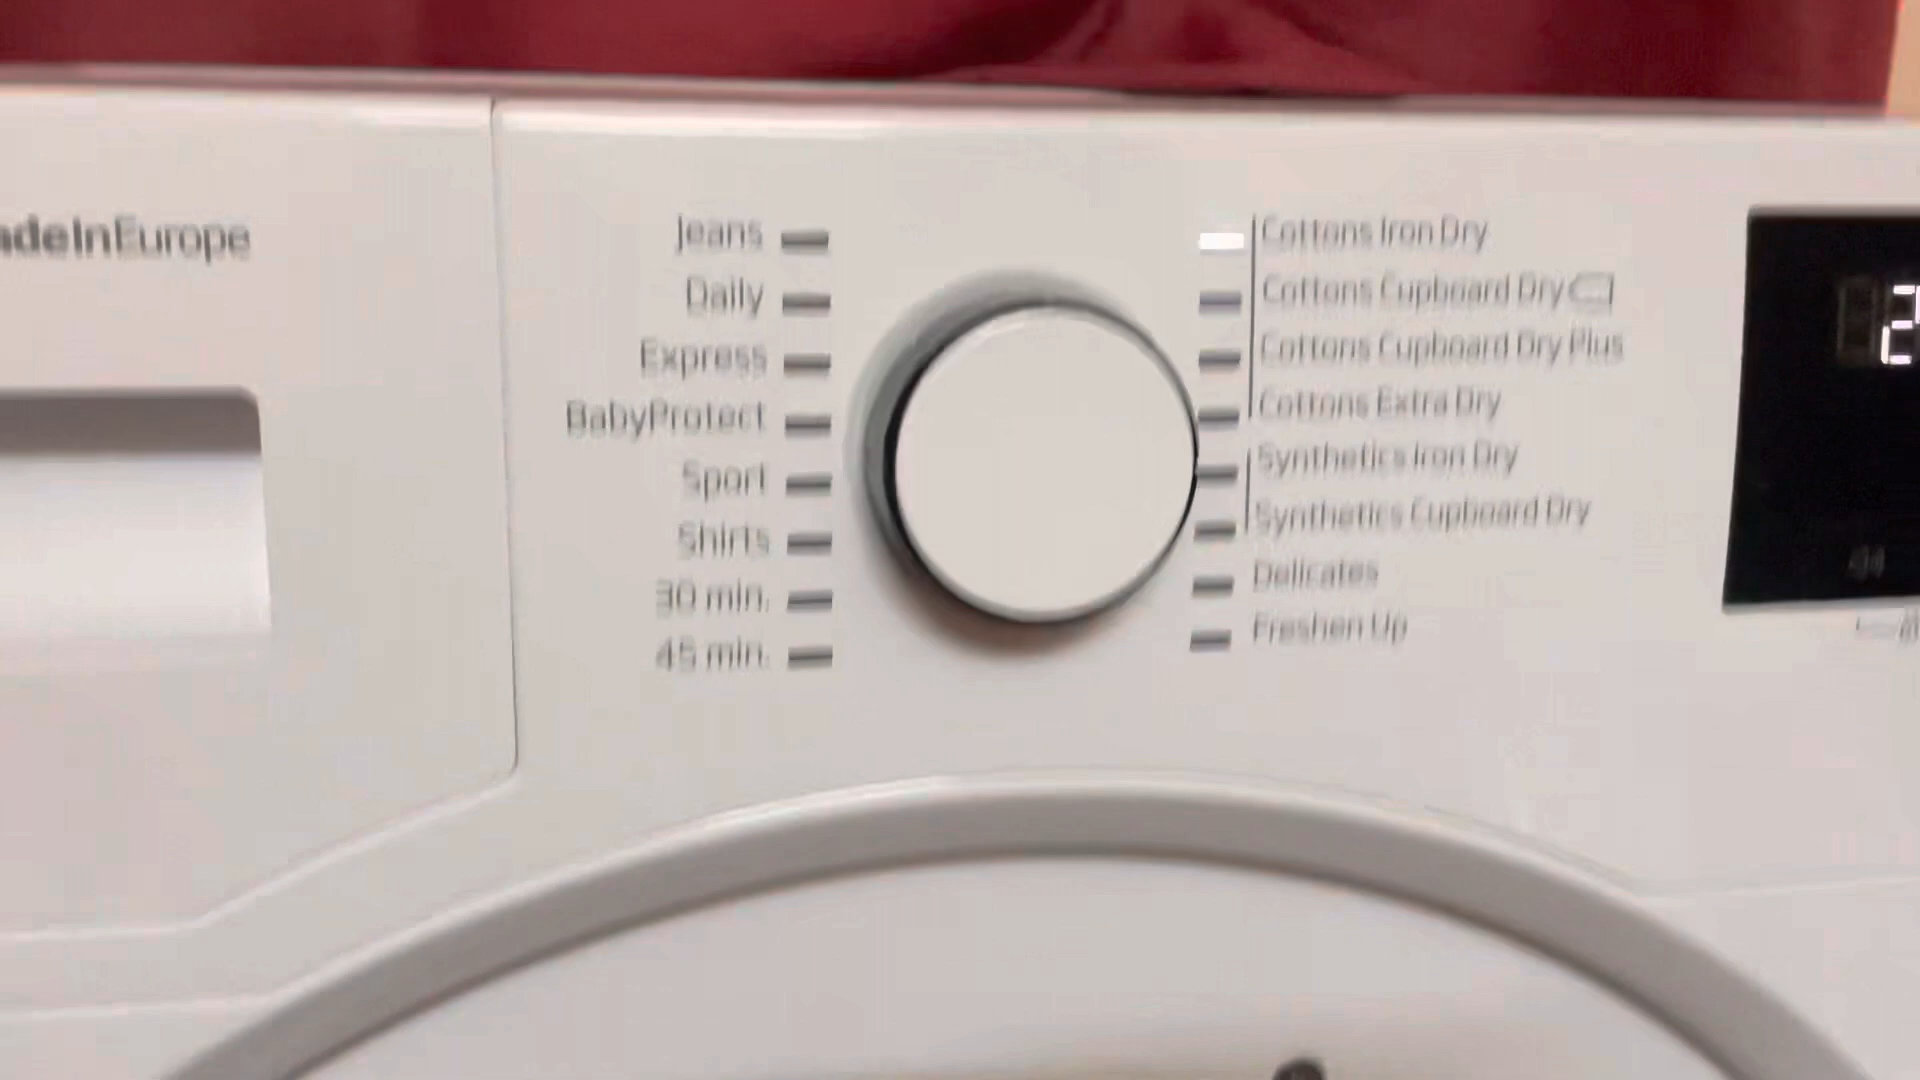 adeInEurope
Jeans
Daily
Express
BabyProtect
Sport
Shirts
30 min.
45 min.
Cottons Iron Dry
Cottons Cupboard Dry
Cottons Cupboard Dry Plus
Cottons Extra Dry
Synthetics Iron Dry
Synthetics Cupboard Dry
Delicates
Freshen Up
2